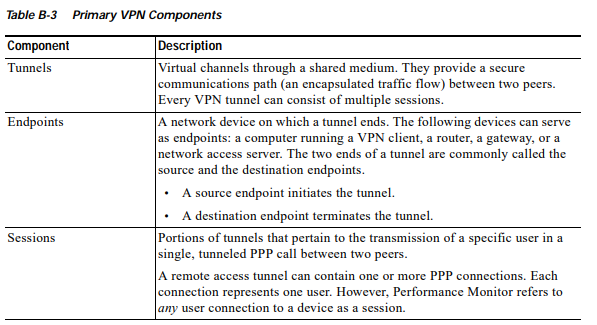 Table B-3 Primary VPN Components
Component Description
Tunnels Virtual channels through a shared medium. They provide a secure
communications path (an encapsulated traffic flow) between two peers.
Every VPN tunnel can consist of multiple sessions.
Endpoints A network device on which a tunnel ends. The following devices can serve
as endpoints: a computer running a VPN client, a router, a gateway, or a
network access server. The two ends of a tunnel are commonly called the
source and the destination endpoints.
• A source endpoint initiates the tunnel.
• A destination endpoint terminates the tunnel.
Sessions Portions of tunnels that pertain to the transmission of a specific user in a
single, tunneled PPP call between two peers.
A remote access tunnel can contain one or more PPP connections. Each
connection represents one user. However, Performance Monitor refers to
any user connection to a device as a session.